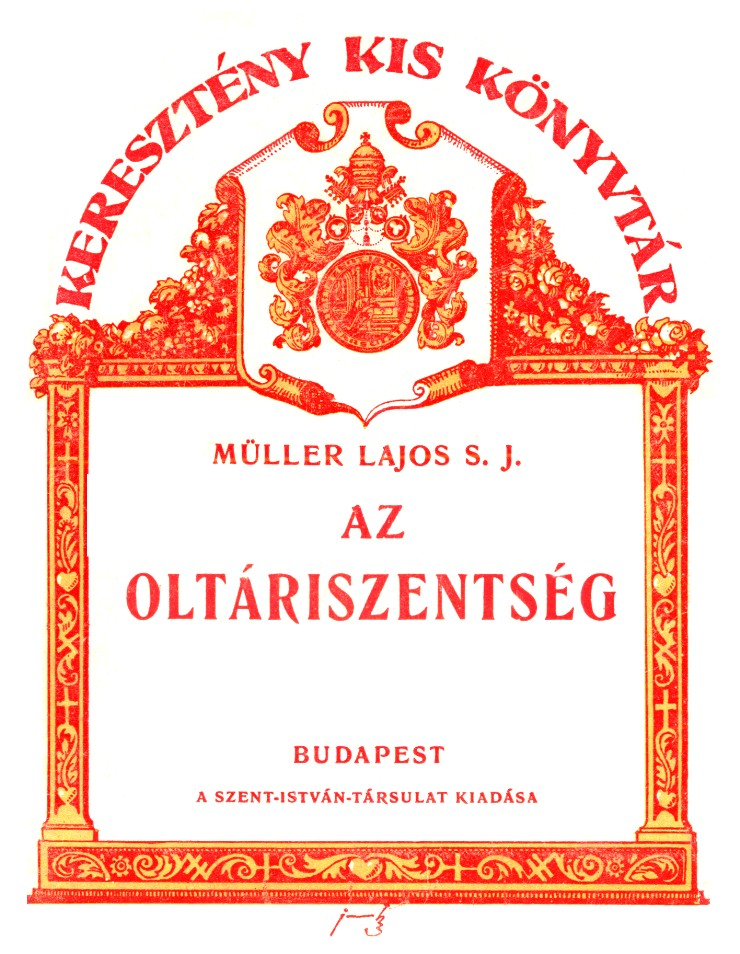 KERESZTÉNY KIS KÖNYVTÁR
MÜLLER LAJOS S. J.
AZ
OLTÁRISZENTSÉG
BUDAPEST
A SZENT-ISTVÁN-TÁRSULAT KIADÁSA